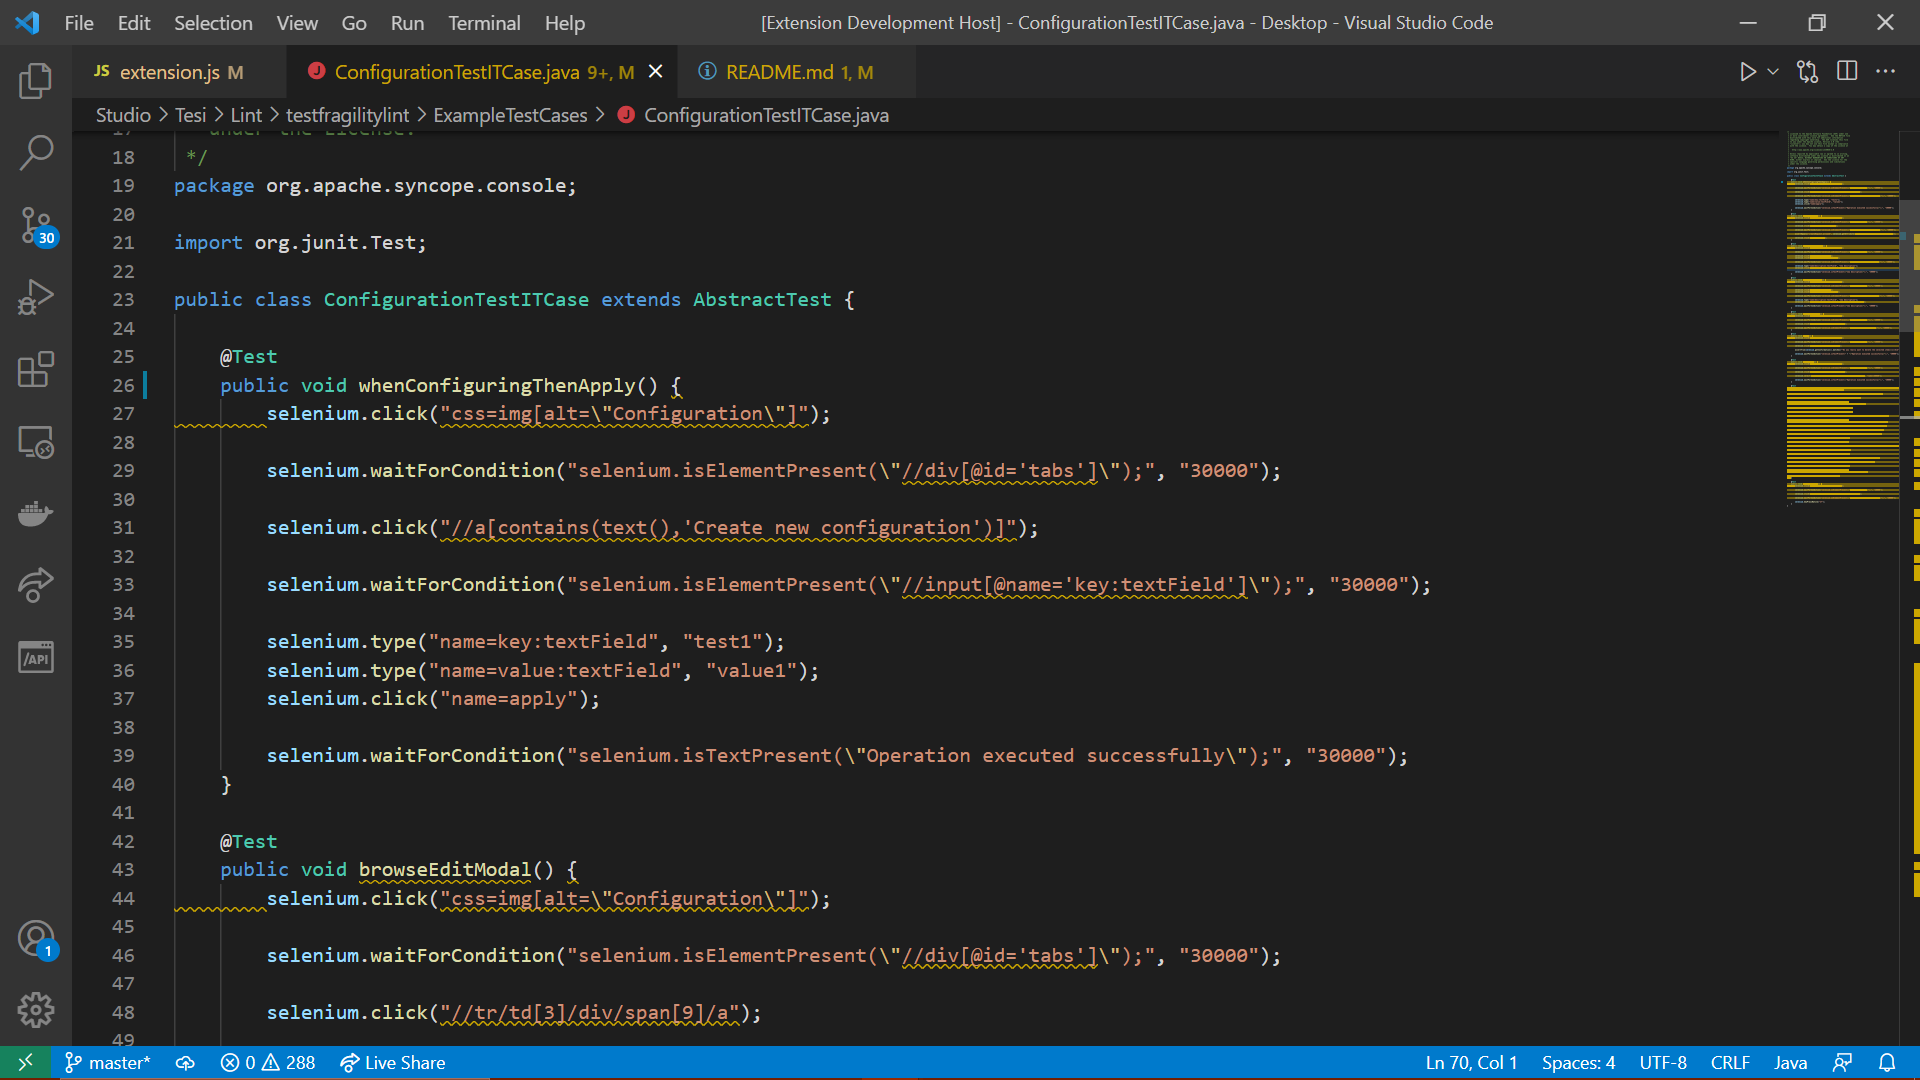 File Edit Selection View Go Run Terminal Help [Extension Development Host] - ConfigurationTestITCase.java - Desktop - Visual Studio Code
JS extension.js M J ConfigurationTestITCase.java 9+, M README.md 1, M
Studio > Tesi > Lint > testfragilitylint > ExampleTestCases > J ConfigurationTestITCase.java
17 under the License.
18 */
19 package org.apache.syncope.console;
20
21 import org.junit.Test;
22
23 public class ConfigurationTestITCase extends AbstractTest {
24
25 @Test
26 public void whenConfiguringThenApply() {
27 selenium.click("css=img[alt=\"Configuration\"]");
28
29 selenium.waitForCondition("selenium.isElementPresent(\"//div[@id='tabs']\");", "30000");
30
31 selenium.click("//a[contains(text(),'Create new configuration')]");
32
33 selenium.waitForCondition("selenium.isElementPresent(\"//input[@name='key:textField']\");", "30000");
34
35 selenium.type("name=key:textField", "test1");
36 selenium.type("name=value:textField", "value1");
37 selenium.click("name=apply");
38
39 selenium.waitForCondition("selenium.isTextPresent(\"Operation executed successfully\");", "30000");
40 }
41
42 @Test
43 public void browseEditModal() {
44 selenium.click("css=img[alt=\"Configuration\"]");
45
46 selenium.waitForCondition("selenium.isElementPresent(\"//div[@id='tabs']\");", "30000");
47
48 selenium.click("//tr/td[3]/div/span[9]/a");
49
30
/API
1
master* 0 288 Live Share Ln 70, Col 1 Spaces: 4 UTF-8 CRLF Java